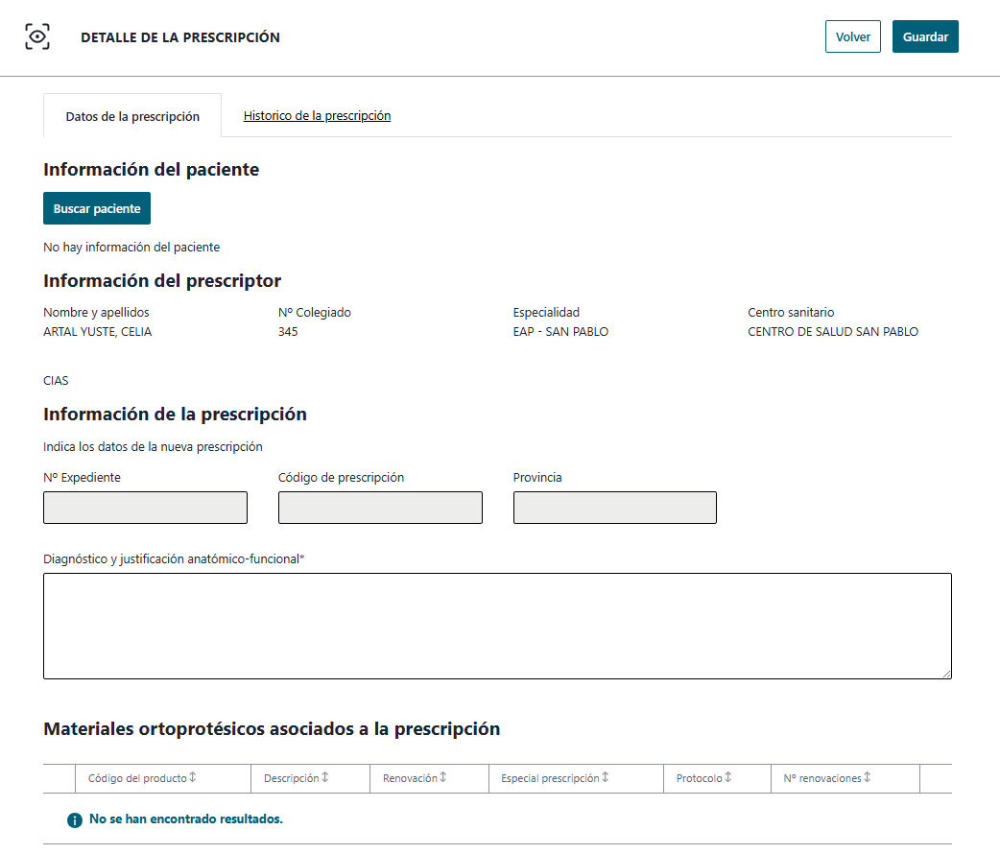 DETALLE DE LA PRESCRIPCIÓN
Volver
Guardar
Datos de la prescripción
Historico de la prescripción
Información del paciente
Buscar paciente
No hay información del paciente
Información del prescriptor
Nombre y apellidos
Nº Colegiado
Especialidad
Centro sanitario
ARTAL YUSTE, CELIA
345
EAP - SAN PABLO
CENTRO DE SALUD SAN PABLO
CIAS
Información de la prescripción
Indica los datos de la nueva prescripción
Nº Expediente
Código de prescripción
Provincia
Diagnóstico y justificación anatómico-funcional*
Materiales ortoprotésicos asociados a la prescripción
Código del producto
Descripción
Renovación
Especial prescripción
Protocolo
Nº renovaciones
No se han encontrado resultados.